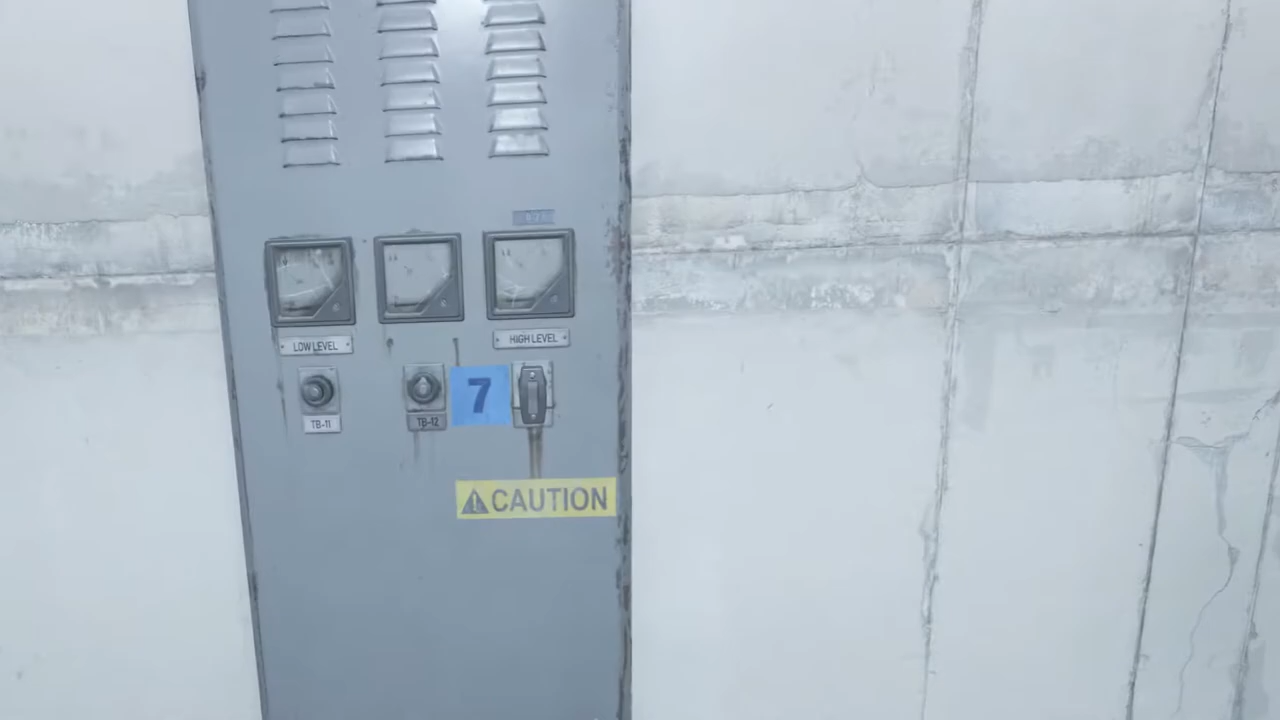 LOW LEVEL
HIGH LEVEL
TB-11
TB-12
7
CAUTION